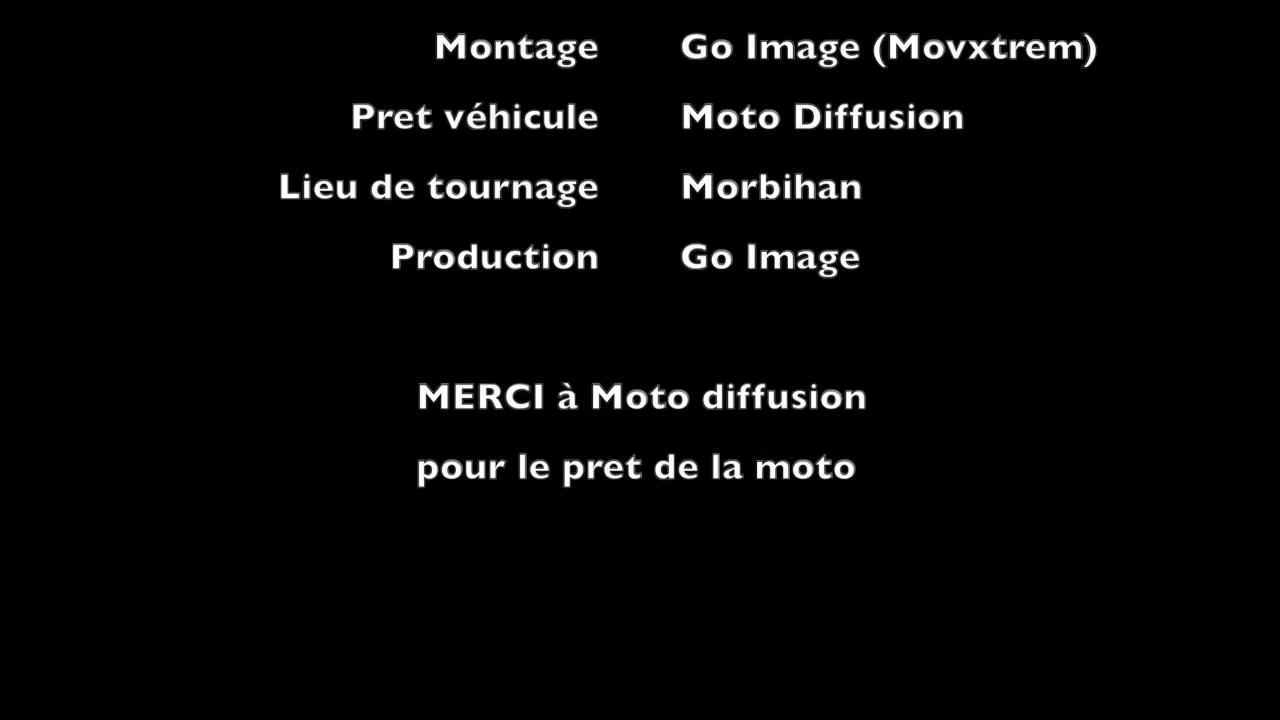 Montage Go Image (Movxtrem)
Pret véhicule Moto Diffusion
Lieu de tournage Morbihan
Production Go Image
MERCI à Moto diffusion
pour le pret de la moto